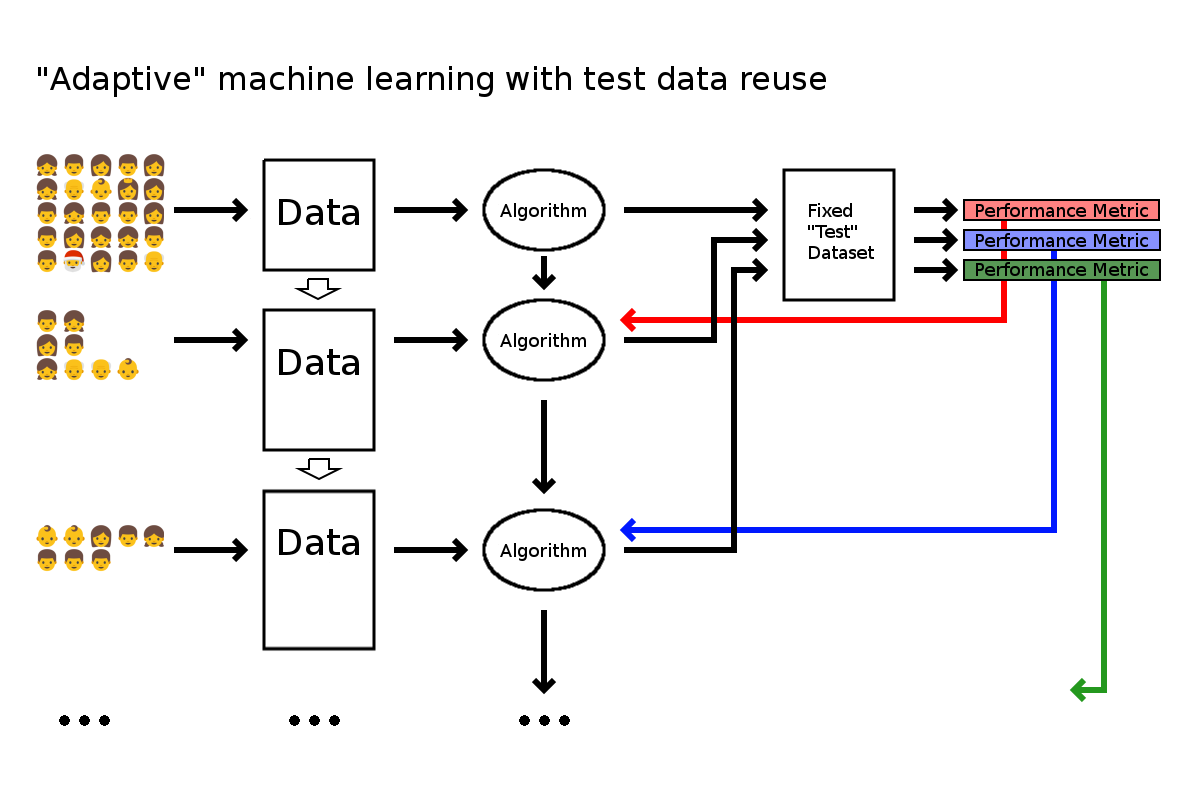 "Adaptive" machine learning with test data reuse
Data
Algorithm
Fixed
"Test"
Dataset
Performance Metric
Performance Metric
Performance Metric
Data
Algorithm
Data
Algorithm